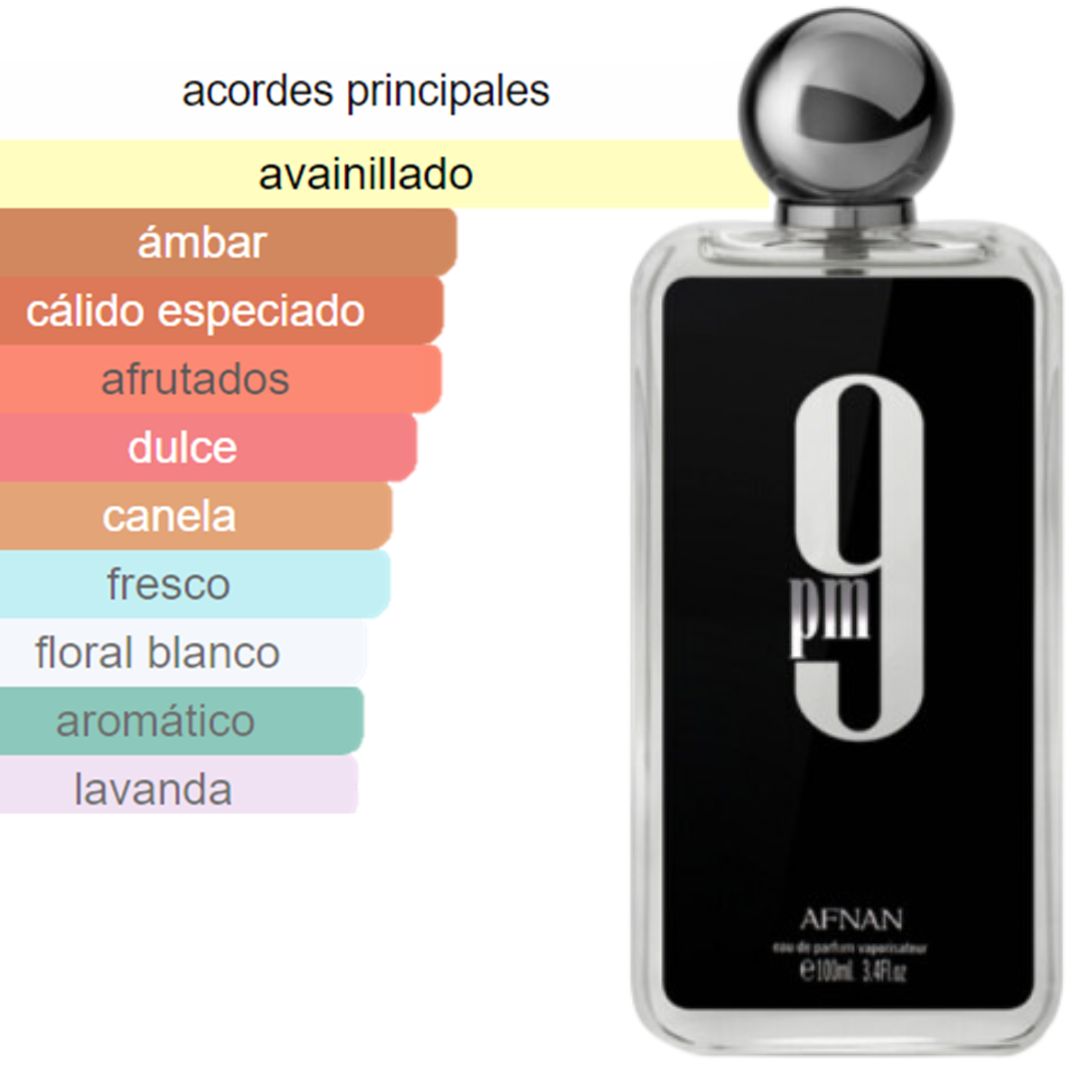 acordes principales
avainillado
ámbar
cálido especiado
afrutados
dulce
canela
fresco
floral blanco
aromático
lavanda
9
pm
AFNAN
eau de parfum vaporisateur
℮100ml. 3.4Fl.oz